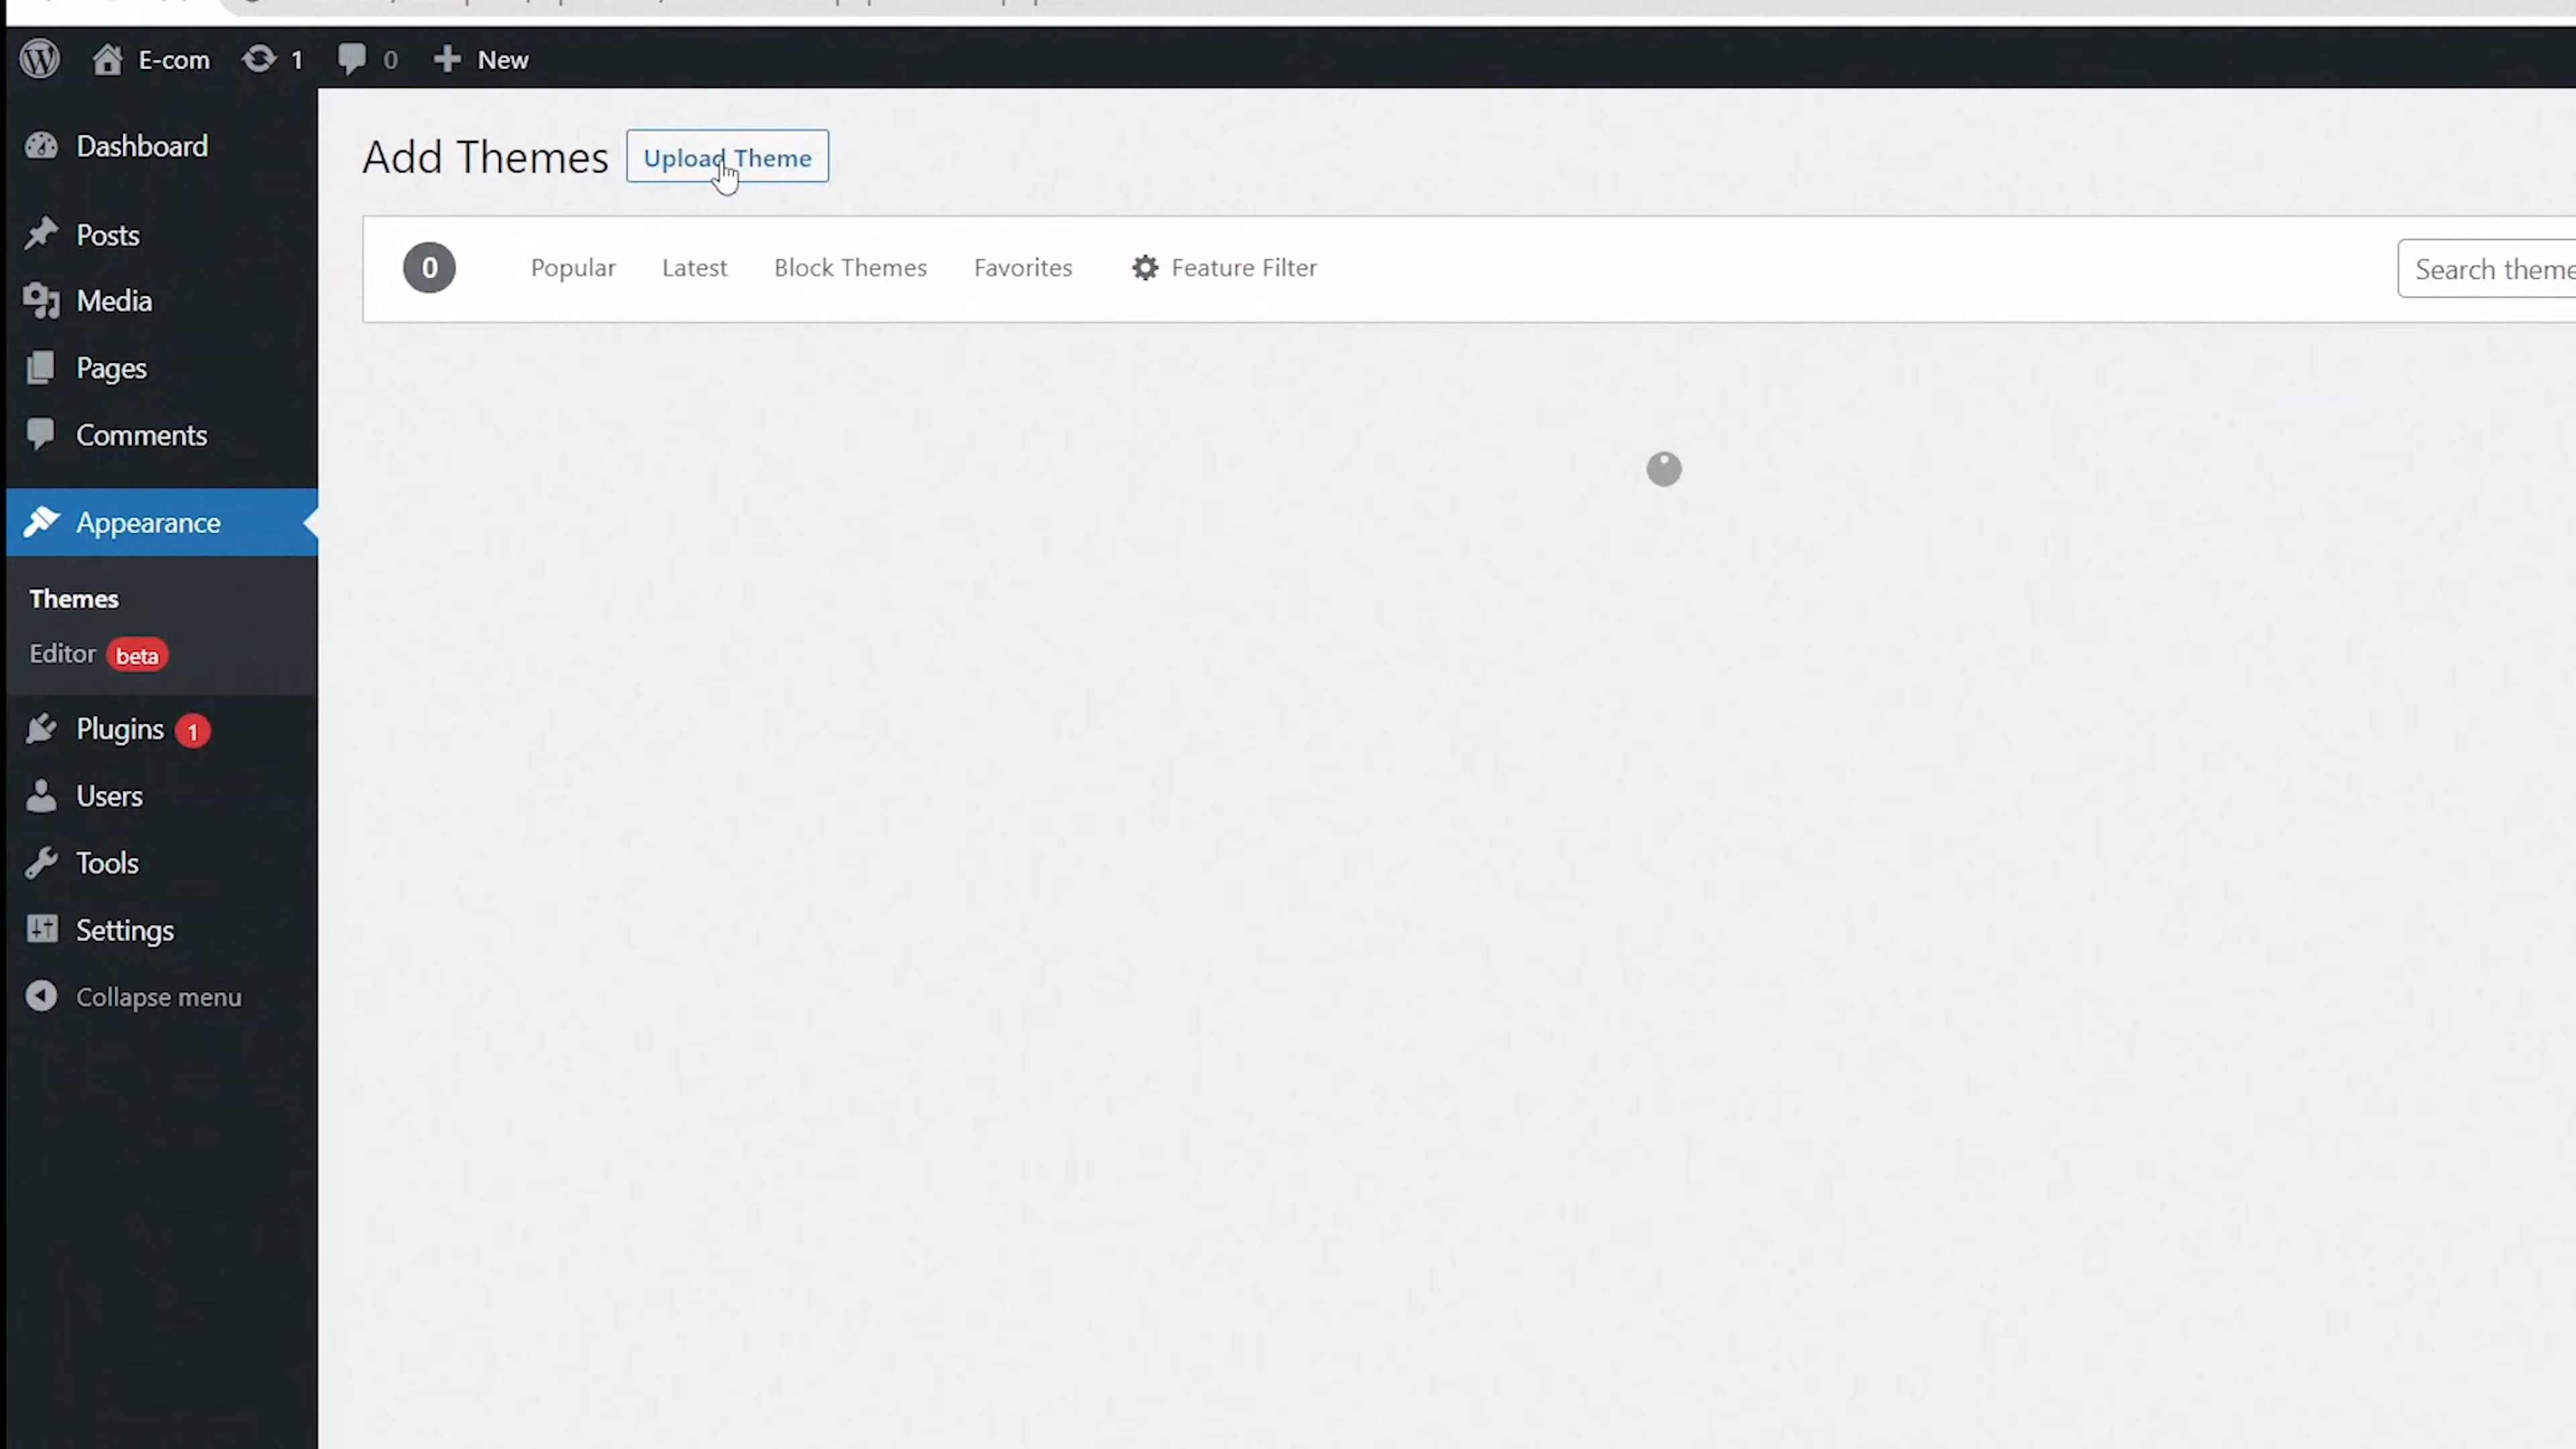 E-com
1
0
New
Dashboard
Posts
Media
Pages
Comments
Appearance
Themes
Editor beta
Plugins 1
Users
Tools
Settings
Collapse menu
Add Themes
Upload Theme
0
Popular
Latest
Block Themes
Favorites
Feature Filter
Search theme